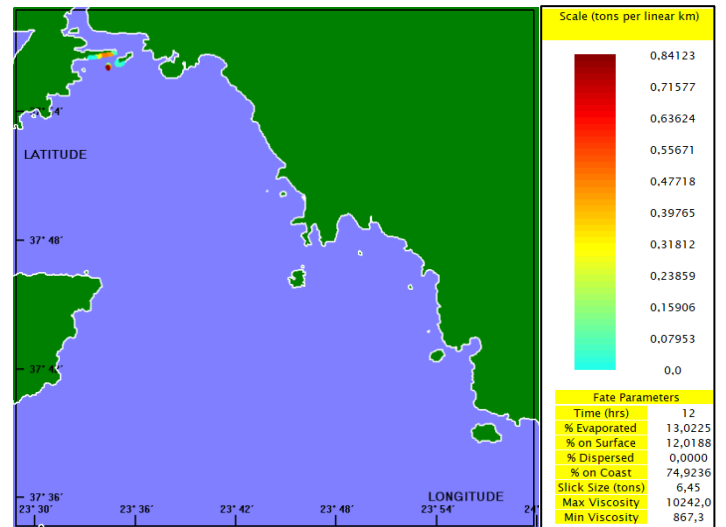 Scale (tons per linear km)
0,84123
0,71577
0,63624
0,55671
0,47718
0,39765
0,31812
0,23859
0,15906
0,07953
0,0
LATITUDE
37° 48'
37° 36'
LONGITUDE
23° 30' 23° 36' 23° 42' 23° 48' 23° 54' 24°
Fate Parameters
Time (hrs) 12
% Evaporated 13,0225
% on Surface 12,0188
% Dispersed 0,0000
% on Coast 74,9236
Slick Size (tons) 6,45
Max Viscosity 10242,0
Min Viscosity 867,3